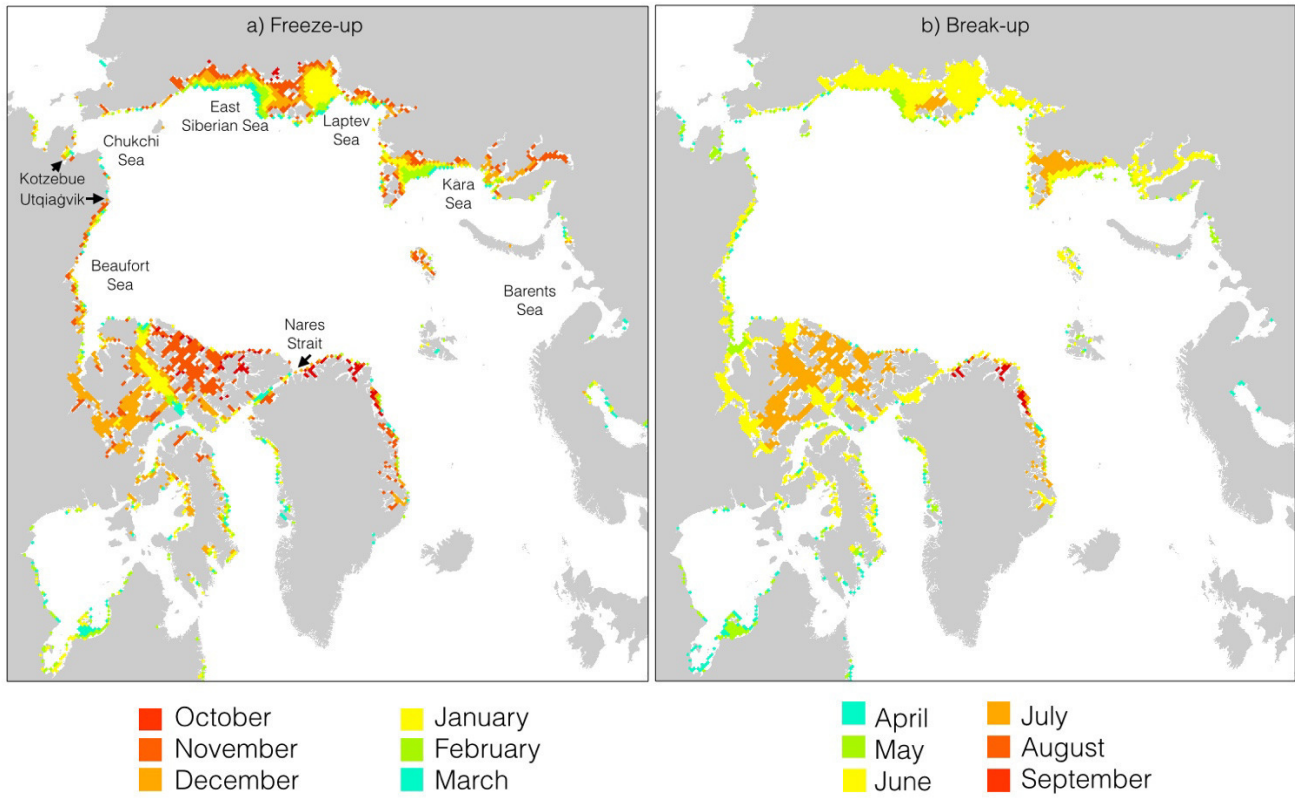 a) Freeze-up
East
Siberian Sea
Laptev
Sea
Chukchi
Sea
Kotzebue
Utqiaġvik
Kara
Sea
Beaufort
Sea
Barents
Sea
Nares
Strait
b) Break-up
October
November
December
January
February
March
April
May
June
July
August
September